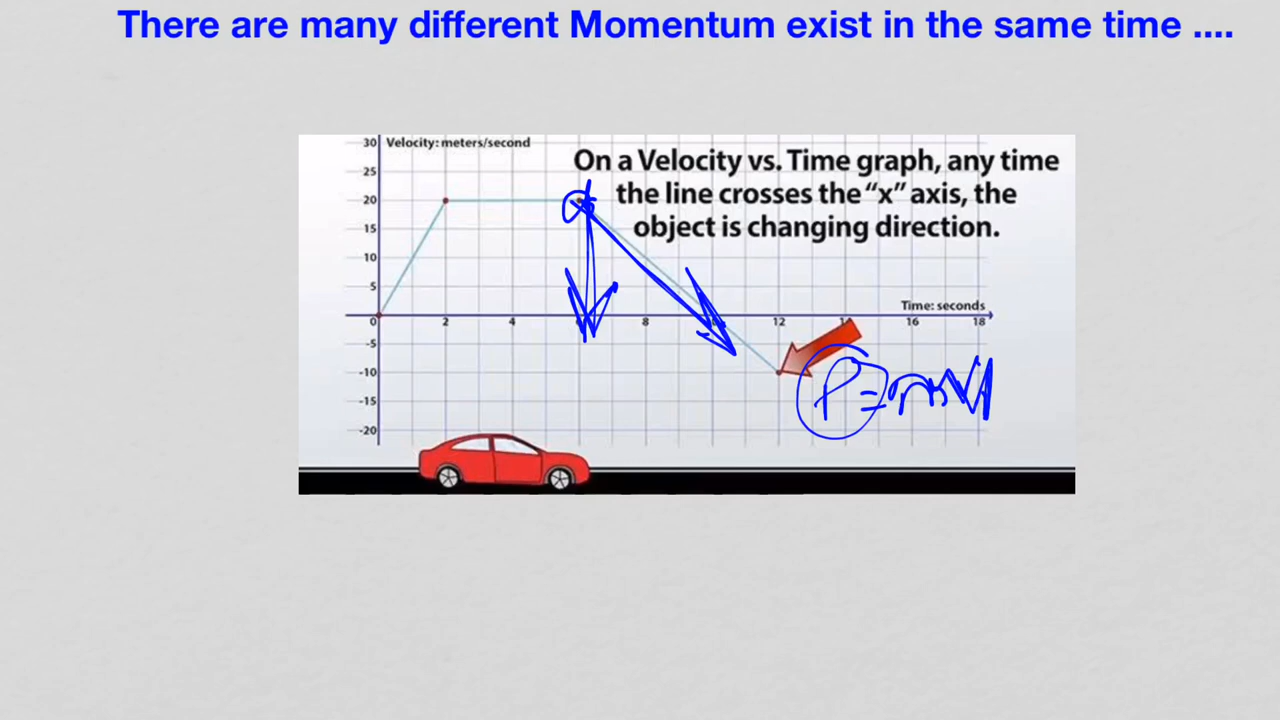 There are many different Momentum exist in the same time ....
30 Velocity: meters/second
On a Velocity vs. Time graph, any time
the line crosses the “x” axis, the
object is changing direction.
25
20
15
10
5
Time: seconds
0 2 4 8 12 14 16 18
-5
-10
-15
-20
P=mv